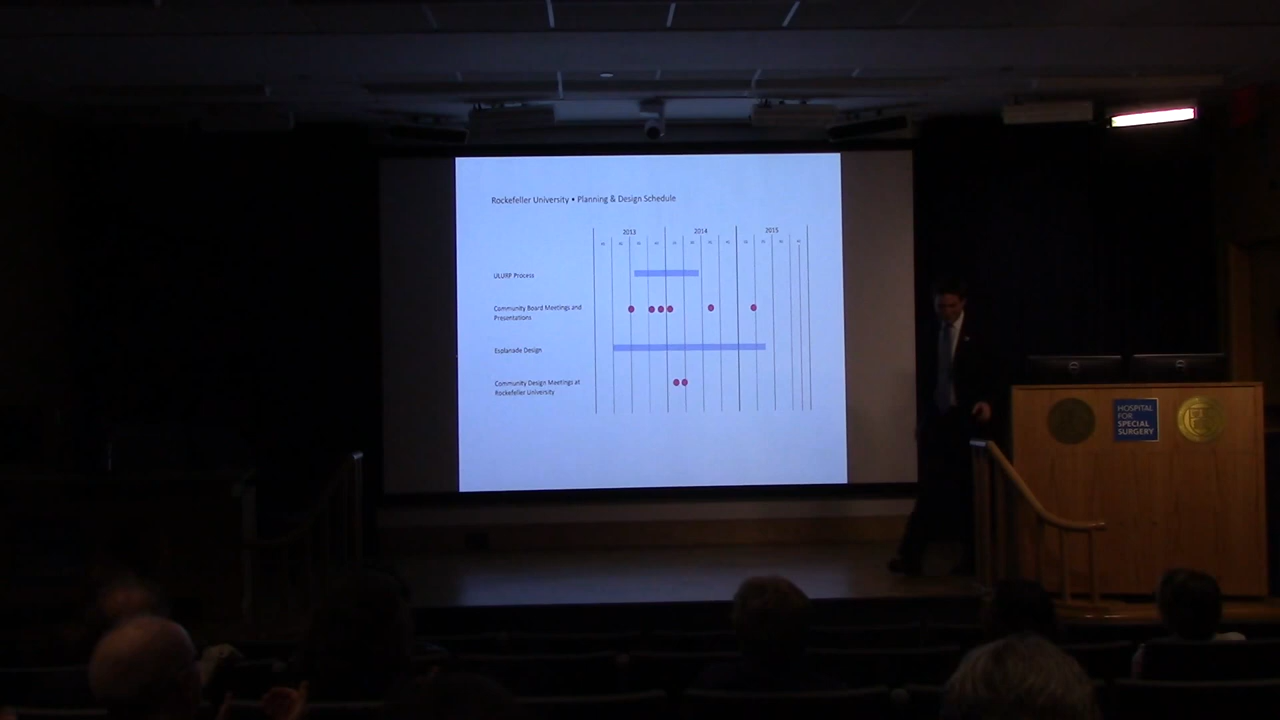 Rockefeller University • Planning & Design Schedule
2013 2014 2015
ULURP Process
Community Board Meetings and
Presentations
Esplanade Design
Community Design Meetings at
Rockefeller University
HOSPITAL
FOR
SPECIAL
SURGERY